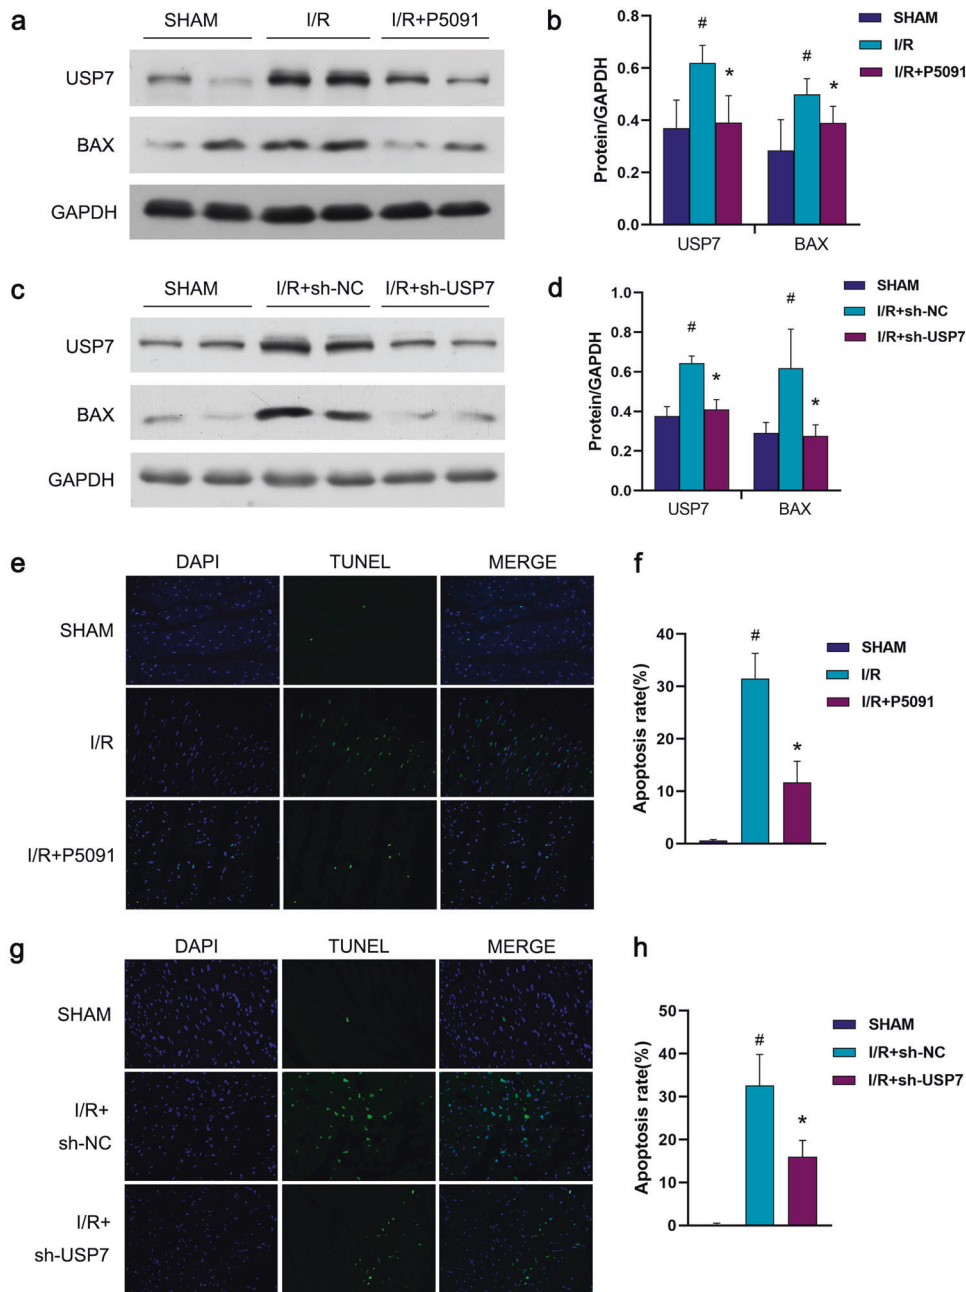 a
SHAM I/R I/R+P5091
USP7
BAX
GAPDH
b
SHAM
I/R
I/R+P5091
Protein/GAPDH
0.8
0.6
0.4
0.2
0.0
# * # *
USP7 BAX
c
SHAM I/R+sh-NC I/R+sh-USP7
USP7
BAX
GAPDH
d
SHAM
I/R+sh-NC
I/R+sh-USP7
Protein/GAPDH
1.0
0.8
0.6
0.4
0.2
0.0
# * # *
USP7 BAX
e
DAPI TUNEL MERGE
SHAM
I/R
I/R+P5091
f
SHAM
I/R
I/R+P5091
Apoptosis rate(%)
40
30
20
10
0
# *
g
DAPI TUNEL MERGE
SHAM
I/R+
sh-NC
I/R+
sh-USP7
h
SHAM
I/R+sh-NC
I/R+sh-USP7
Apoptosis rate(%)
50
40
30
20
10
0
# *